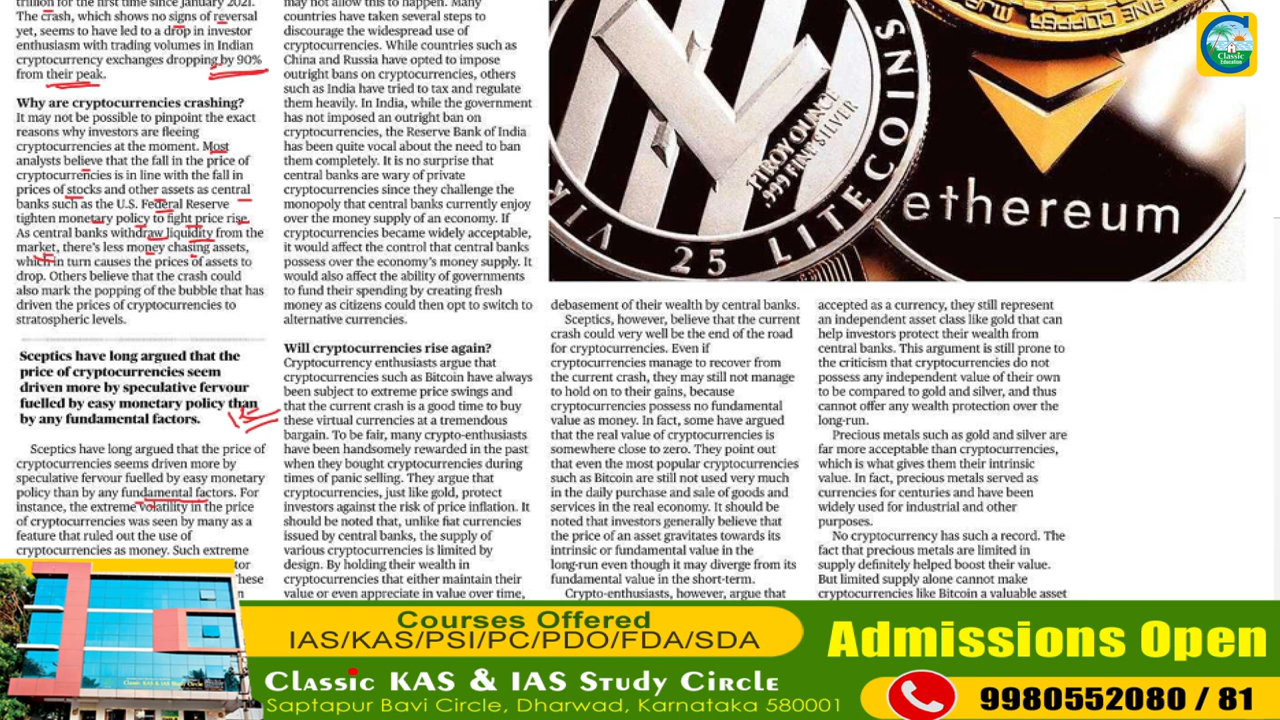 trillion for the first time since January 2021.
The crash, which shows no signs of reversal
yet, seems to have led to a drop in investor
enthusiasm with trading volumes in Indian
cryptocurrency exchanges dropping by 90%
from their peak.
Why are cryptocurrencies crashing?
It may not be possible to pinpoint the exact
reasons why investors are fleeing
cryptocurrencies at the moment. Most
analysts believe that the fall in the price of
cryptocurrencies is in line with the fall in
prices of stocks and other assets as central
banks such as the U.S. Federal Reserve
tighten monetary policy to fight price rise.
As central banks withdraw liquidity from the
market, there's less money chasing assets,
which in turn causes the prices of assets to
drop. Others believe that the crash could
also mark the popping of the bubble that has
driven the prices of cryptocurrencies to
stratospheric levels.
Sceptics have long argued that the
price of cryptocurrencies seem
driven more by speculative fervour
fuelled by easy monetary policy than
by any fundamental factors.
Sceptics have long argued that the price of
cryptocurrencies seems driven more by
speculative fervour fuelled by easy monetary
policy than by any fundamental factors. For
instance, the extreme volatility in the price
of cryptocurrencies was seen by many as a
feature that ruled out the use of
cryptocurrencies as money. Such extreme
may not allow this to happen. Many
countries have taken several steps to
discourage the widespread use of
cryptocurrencies. While countries such as
China and Russia have opted to impose
outright bans on cryptocurrencies, others
such as India have tried to tax and regulate
them heavily. In India, while the government
has not imposed an outright ban on
cryptocurrencies, the Reserve Bank of India
has been quite vocal about the need to ban
them completely. It is no surprise that
central banks are wary of private
cryptocurrencies since they challenge the
monopoly that central banks currently enjoy
over the money supply of an economy. If
cryptocurrencies became widely acceptable,
it would affect the control that central banks
possess over the economy's money supply. It
would also affect the ability of governments
to fund their spending by creating fresh
money as citizens could then opt to switch to
alternative currencies.
Will cryptocurrencies rise again?
Cryptocurrency enthusiasts argue that
cryptocurrencies such as Bitcoin have always
been subject to extreme price swings and
that the current crash is a good time to buy
these virtual currencies at a tremendous
bargain. To be fair, many crypto-enthusiasts
have been handsomely rewarded in the past
when they bought cryptocurrencies during
times of panic selling. They argue that
cryptocurrencies, just like gold, protect
investors against the risk of price inflation. It
should be noted that, unlike fiat currencies
issued by central banks, the supply of
various cryptocurrencies is limited by
design. By holding their wealth in
cryptocurrencies that either maintain their
value or even appreciate in value over time,
TROY OUNCE
.999 FINE SILVER
25 LITECOINS
FINE COPPER
ethereum
Classic
Education
debasement of their wealth by central banks.
Sceptics, however, believe that the current
crash could very well be the end of the road
for cryptocurrencies. Even if
cryptocurrencies manage to recover from
the current crash, they may still not manage
to hold on to their gains, because
cryptocurrencies possess no fundamental
value as money. In fact, some have argued
that the real value of cryptocurrencies is
somewhere close to zero. They point out
that even the most popular cryptocurrencies
such as Bitcoin are still not used very much
in the daily purchase and sale of goods and
services in the real economy. It should be
noted that investors generally believe that
the price of an asset gravitates towards its
intrinsic or fundamental value in the
long-run even though it may diverge from its
fundamental value in the short-term.
Crypto-enthusiasts, however, argue that
accepted as a currency, they still represent
an independent asset class like gold that can
help investors protect their wealth from
central banks. This argument is still prone to
the criticism that cryptocurrencies do not
possess any independent value of their own
to be compared to gold and silver, and thus
cannot offer any wealth protection over the
long-run.
Precious metals such as gold and silver are
far more acceptable than cryptocurrencies,
which is what gives them their intrinsic
value. In fact, precious metals served as
currencies for centuries and have been
widely used for industrial and other
purposes.
No cryptocurrency has such a record. The
fact that precious metals are limited in
supply definitely helped boost their value.
But limited supply alone cannot make
cryptocurrencies like Bitcoin a valuable asset
Courses Offered
IAS/KAS/PSI/PC/PDO/FDA/SDA
Admissions Open
Classic KAS & IAS Study Circle
Saptapur Bavi Circle, Dharwad, Karnataka 580001
9980552080 / 81
Classic KAS & IAS Study Circle